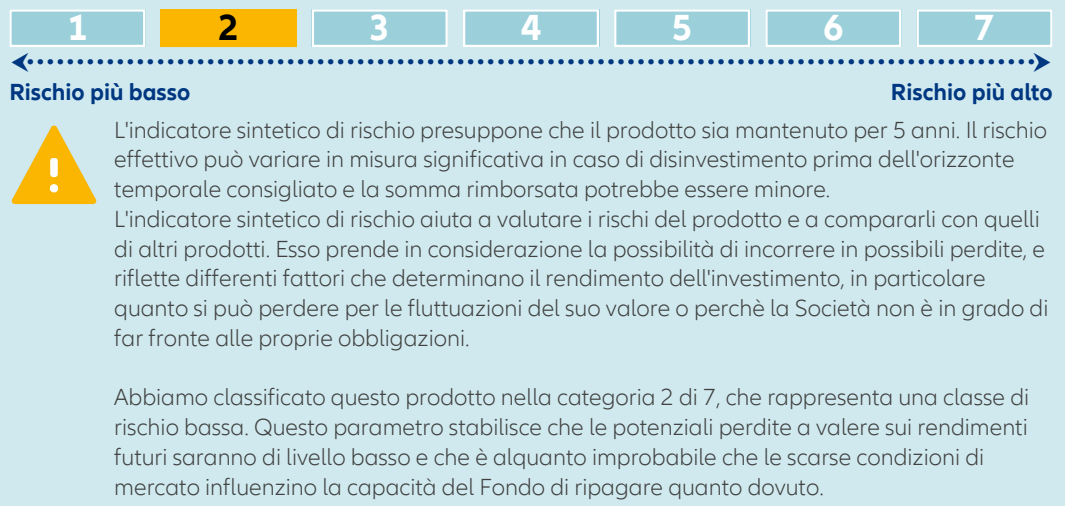 1 2 3 4 5 6 7
Rischio più basso Rischio più alto
L'indicatore sintetico di rischio presuppone che il prodotto sia mantenuto per 5 anni. Il rischio
effettivo può variare in misura significativa in caso di disinvestimento prima dell'orizzonte
temporale consigliato e la somma rimborsata potrebbe essere minore.
L'indicatore sintetico di rischio aiuta a valutare i rischi del prodotto e a compararli con quelli
di altri prodotti. Esso prende in considerazione la possibilità di incorrere in possibili perdite, e
riflette differenti fattori che determinano il rendimento dell'investimento, in particolare
quanto si può perdere per le fluttuazioni del suo valore o perchè la Società non è in grado di
far fronte alle proprie obbligazioni.
Abbiamo classificato questo prodotto nella categoria 2 di 7, che rappresenta una classe di
rischio bassa. Questo parametro stabilisce che le potenziali perdite a valere sui rendimenti
futuri saranno di livello basso e che è alquanto improbabile che le scarse condizioni di
mercato influenzino la capacità del Fondo di ripagare quanto dovuto.